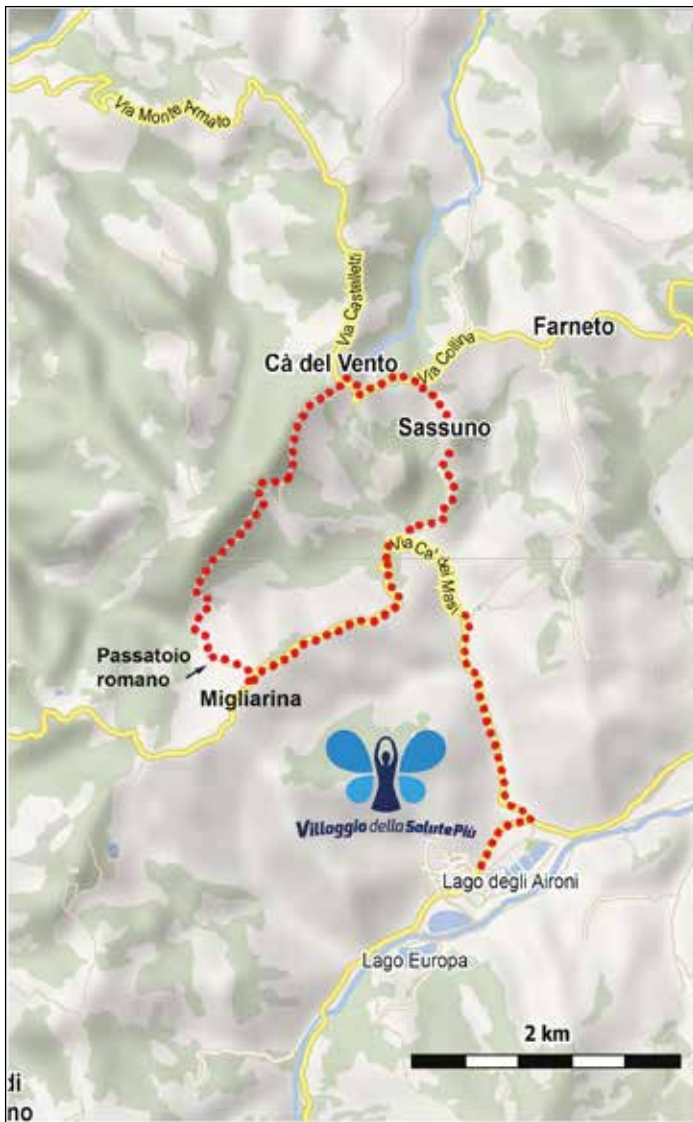 Via Monte Armato
Via Castelletti
Farneto
Cà del Vento
Via Collina
Sassuno
Via Ca' dei Masi
Passatoio
romano
Migliarina
Villaggio della Salute Più
Lago degli Aironi
Lago Europa
2 km
di
no